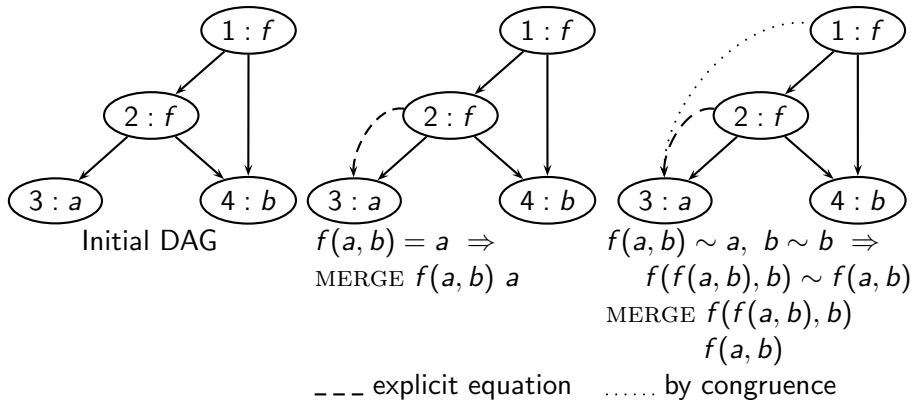 1 : f
2 : f
3 : a
4 : b
Initial DAG
1 : f
2 : f
3 : a
4 : b
f(a, b) = a ⇒
MERGE f(a, b) a
1 : f
2 : f
3 : a
4 : b
f(a, b) ∼ a, b ∼ b ⇒
f(f(a, b), b) ∼ f(a, b)
MERGE f(f(a, b), b)
f(a, b)
explicit equation
by congruence